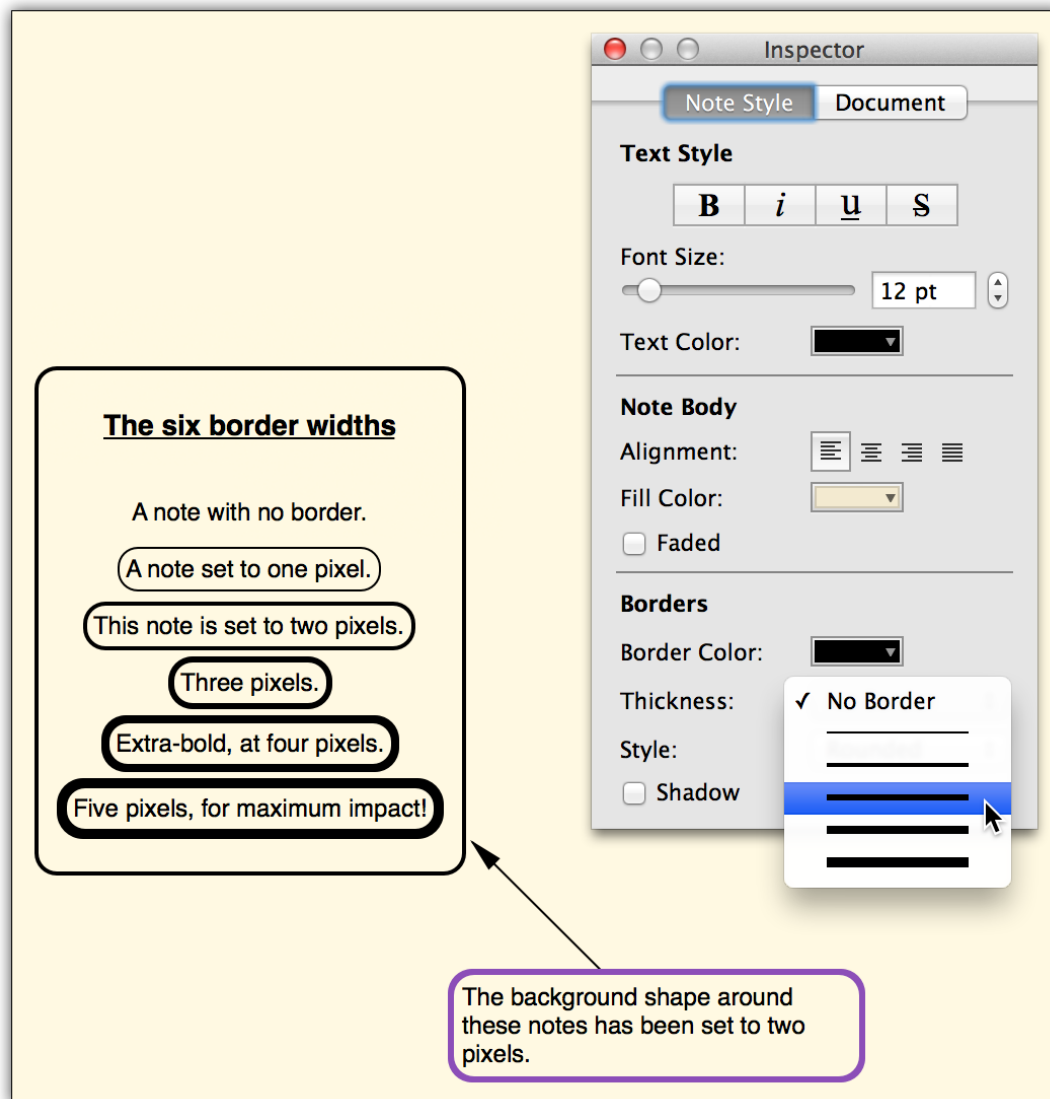 Inspector
Note Style
Document
Text Style
B i u S
Font Size:
12 pt
Text Color:
Note Body
Alignment:
Fill Color:
Faded
Borders
Border Color:
Thickness:
✓ No Border
Style:
Shadow
The six border widths
A note with no border.
A note set to one pixel.
This note is set to two pixels.
Three pixels.
Extra-bold, at four pixels.
Five pixels, for maximum impact!
The background shape around
these notes has been set to two
pixels.